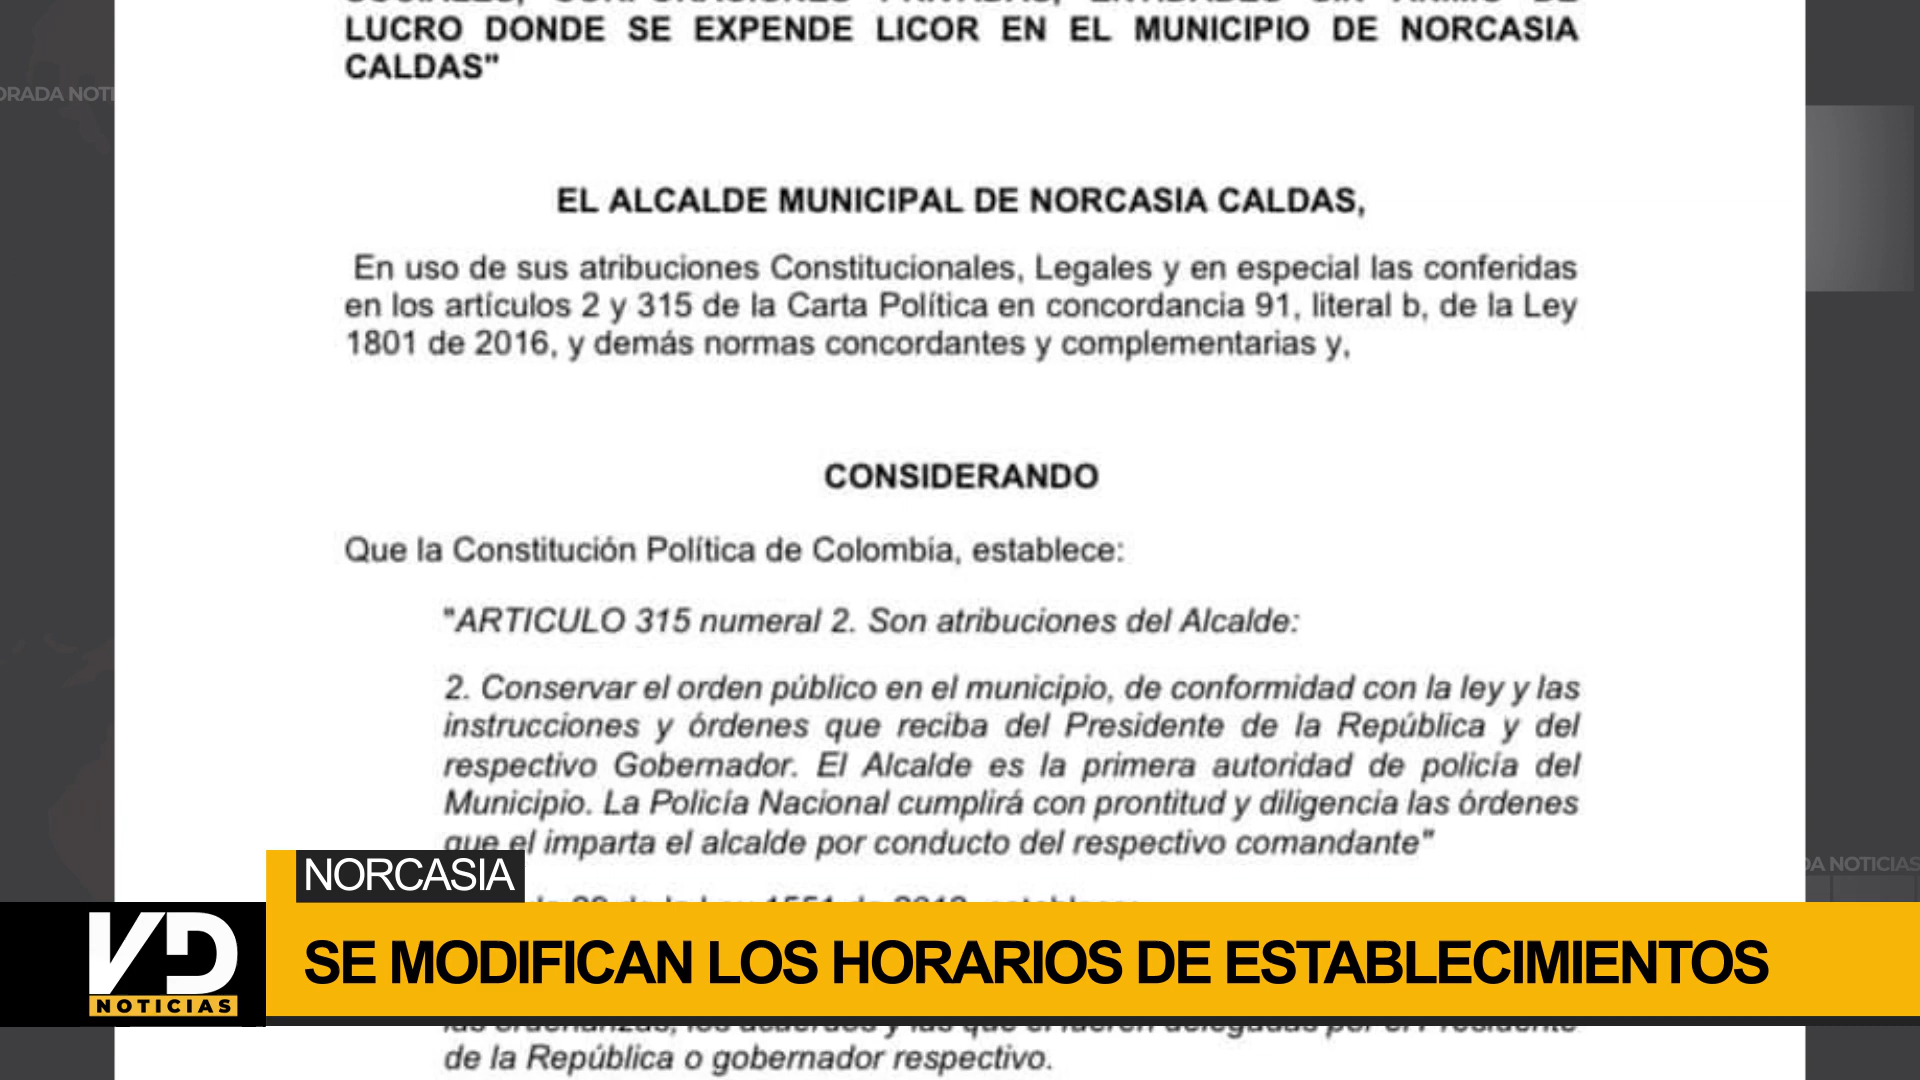 LUCRO DONDE SE EXPENDE LICOR EN EL MUNICIPIO DE NORCASIA
CALDAS"
EL ALCALDE MUNICIPAL DE NORCASIA CALDAS,
En uso de sus atribuciones Constitucionales, Legales y en especial las conferidas
en los artículos 2 y 315 de la Carta Política en concordancia 91, literal b, de la Ley
1801 de 2016, y demás normas concordantes y complementarias y,
CONSIDERANDO
Que la Constitución Política de Colombia, establece:
"ARTICULO 315 numeral 2. Son atribuciones del Alcalde:
2. Conservar el orden público en el municipio, de conformidad con la ley y las
instrucciones y órdenes que reciba del Presidente de la República y del
respectivo Gobernador. El Alcalde es la primera autoridad de policía del
Municipio. La Policía Nacional cumplirá con prontitud y diligencia las órdenes
que el imparta el alcalde por conducto del respectivo comandante"
NORCASIA
SE MODIFICAN LOS HORARIOS DE ESTABLECIMIENTOS
VD
NOTICIAS
de la República o gobernador respectivo.
DA NOTICIAS